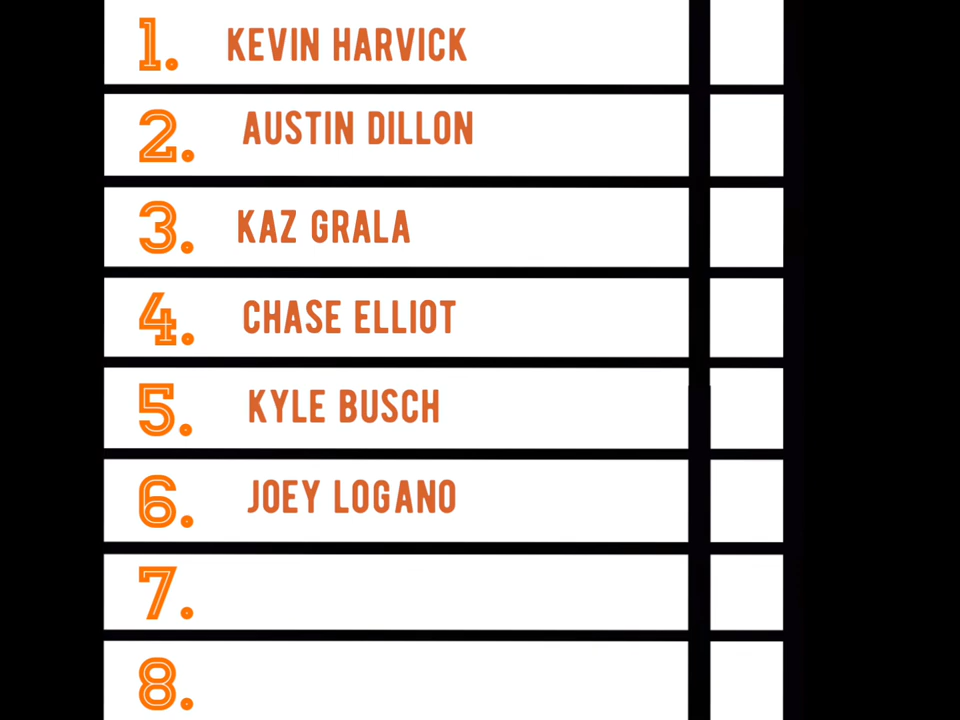 1. KEVIN HARVICK
2. AUSTIN DILLON
3. KAZ GRALA
4. CHASE ELLIOT
5. KYLE BUSCH
6. JOEY LOGANO
7.
8.